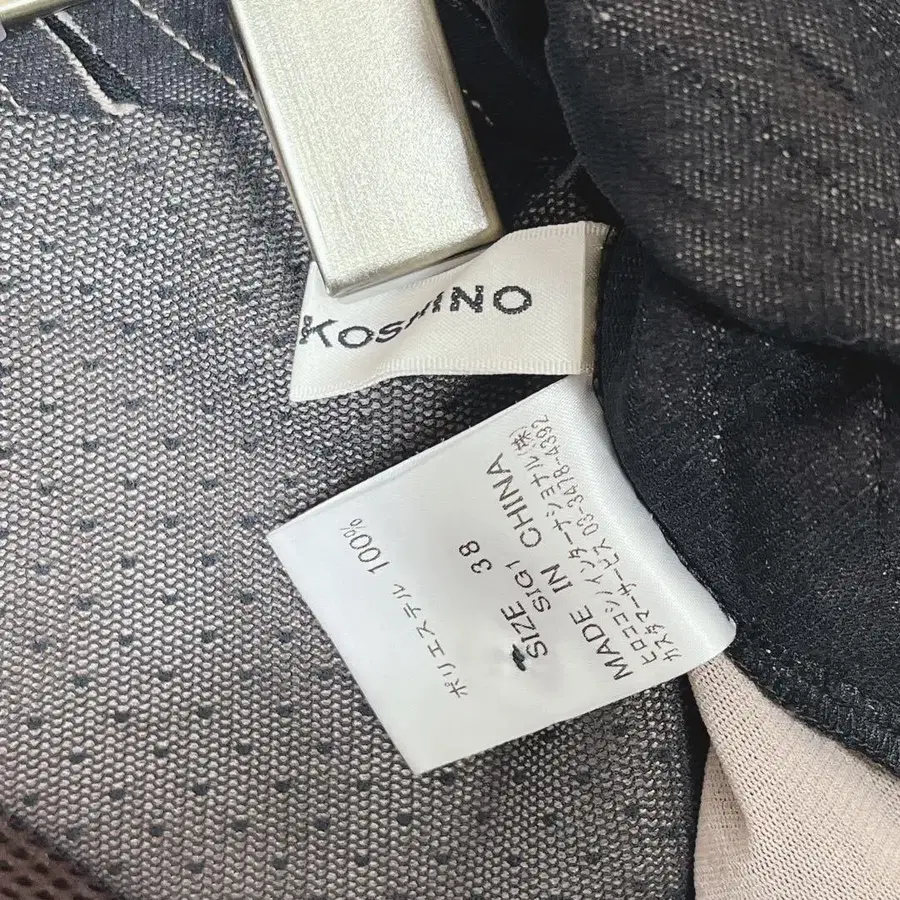 KOSHINO
ポリエステル 100%
38
SIZE
SIG1
MADE IN CHINA
ヒロココシノインターナショナル(株)
カスタマーサービス 03-3478-4392